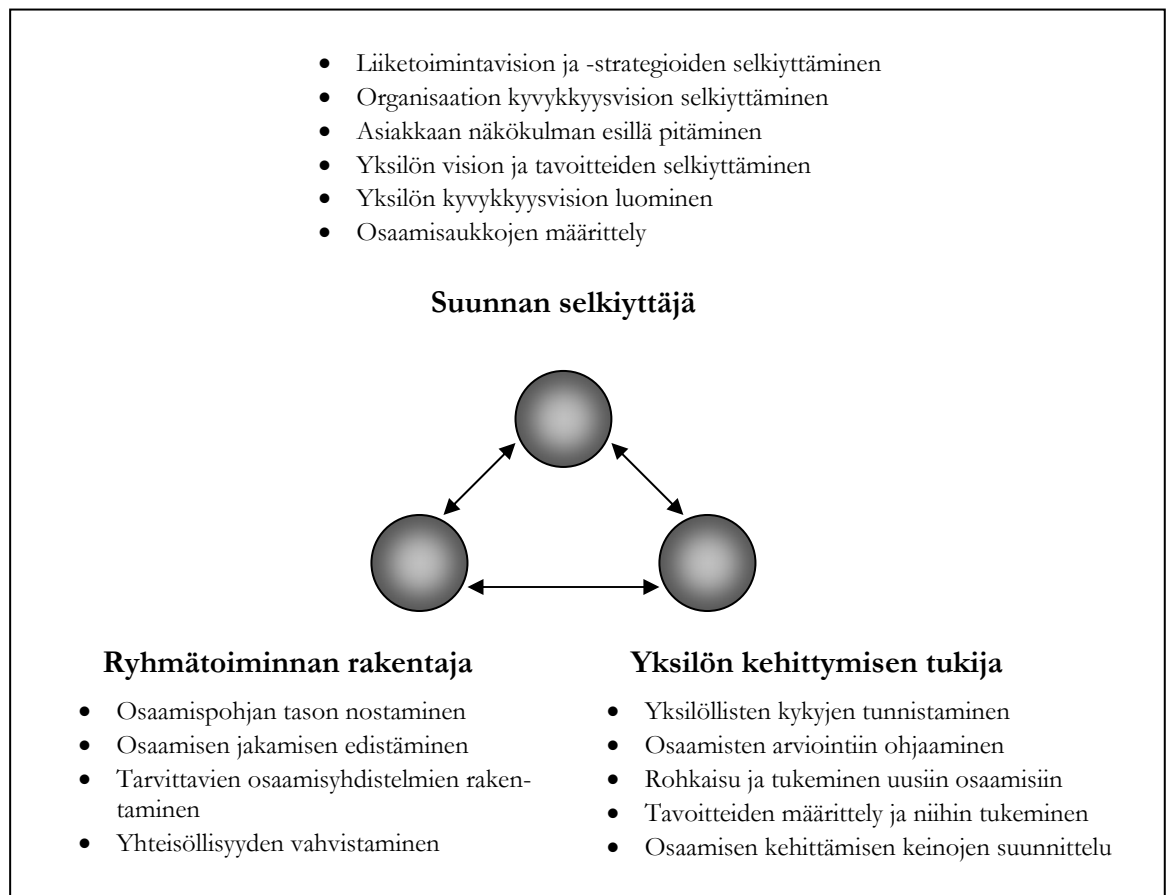 • Liiketoimintavision ja -strategioiden selkiyttäminen
• Organisaation kyvykkyysvision selkiyttäminen
• Asiakkaan näkökulman esillä pitäminen
• Yksilön vision ja tavoitteiden selkiyttäminen
• Yksilön kyvykkyysvision luominen
• Osaamisaukkojen määrittely
Suunnan selkiyttäjä
Ryhmätoiminnan rakentaja
• Osaamispohjan tason nostaminen
• Osaamisen jakamisen edistäminen
• Tarvittavien osaamisyhdistelmien raken-
taminen
• Yhteisöllisyyden vahvistaminen
Yksilön kehittymisen tukija
• Yksilöllisten kykyjen tunnistaminen
• Osaamisten arviointiin ohjaaminen
• Rohkaisu ja tukeminen uusiin osaamisiin
• Tavoitteiden määrittely ja niihin tukeminen
• Osaamisen kehittämisen keinojen suunnittelu